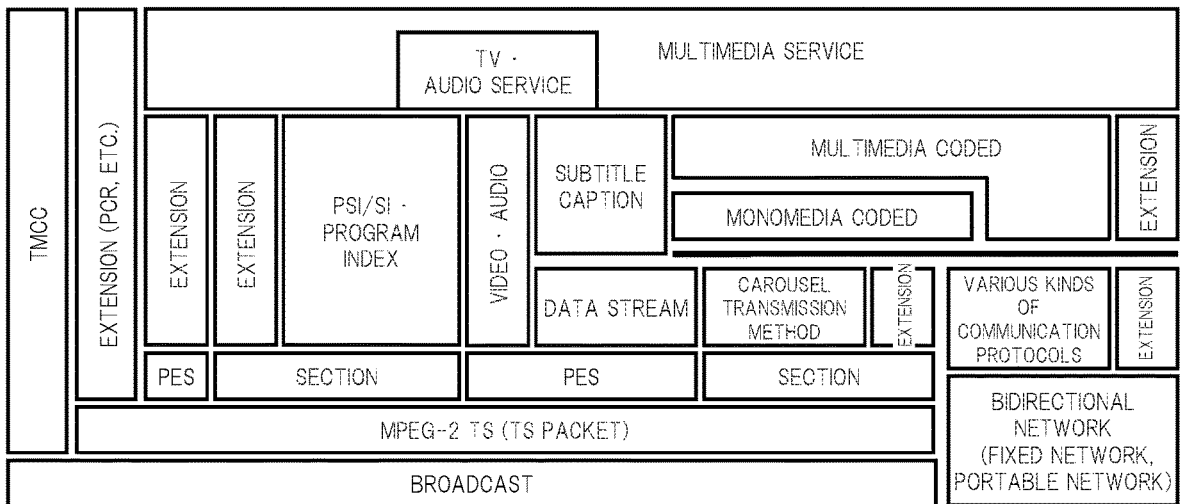 MULTIMEDIA SERVICE
TV ·
AUDIO SERVICE
TMCC
EXTENSION (PCR, ETC.)
EXTENSION
EXTENSION
PSI/SI ·
PROGRAM
INDEX
VIDEO · AUDIO
SUBTITLE
CAPTION
MULTIMEDIA CODED
MONOMEDIA CODED
EXTENSION
DATA STREAM
CAROUSEL
TRANSMISSION
METHOD
EXTENSION
VARIOUS KINDS
OF
COMMUNICATION
PROTOCOLS
EXTENSION
PES
SECTION
PES
SECTION
MPEG-2 TS (TS PACKET)
BIDIRECTIONAL
NETWORK
(FIXED NETWORK,
PORTABLE NETWORK)
BROADCAST